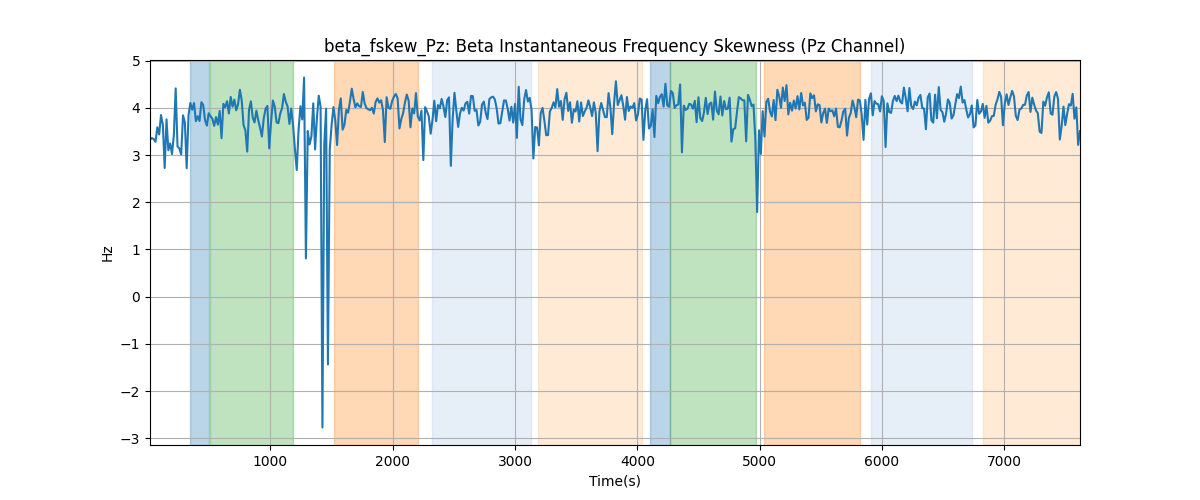 beta_fskew_Pz: Beta Instantaneous Frequency Skewness (Pz Channel)
5
4
3
2
1
0
−1
−2
−3
Hz
1000 2000 3000 4000 5000 6000 7000
Time(s)